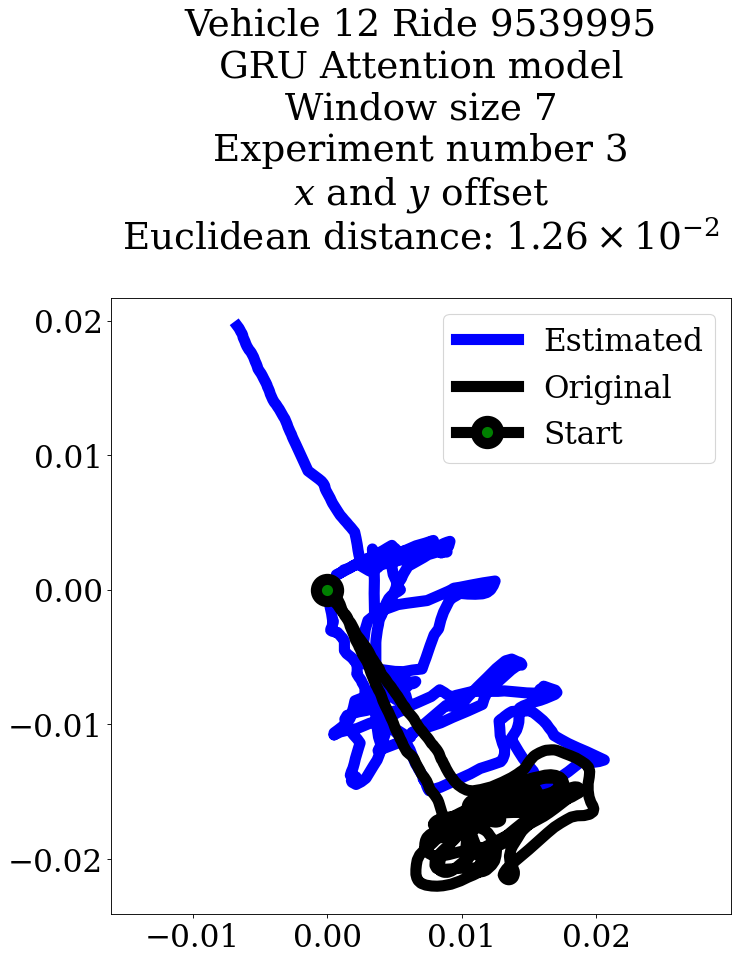 Vehicle 12 Ride 9539995
GRU Attention model
Window size 7
Experiment number 3
x and y offset
Euclidean distance: 1.26 × 10⁻²
Estimated
Original
Start
0.02
0.01
0.00
−0.01
−0.02
−0.01 0.00 0.01 0.02